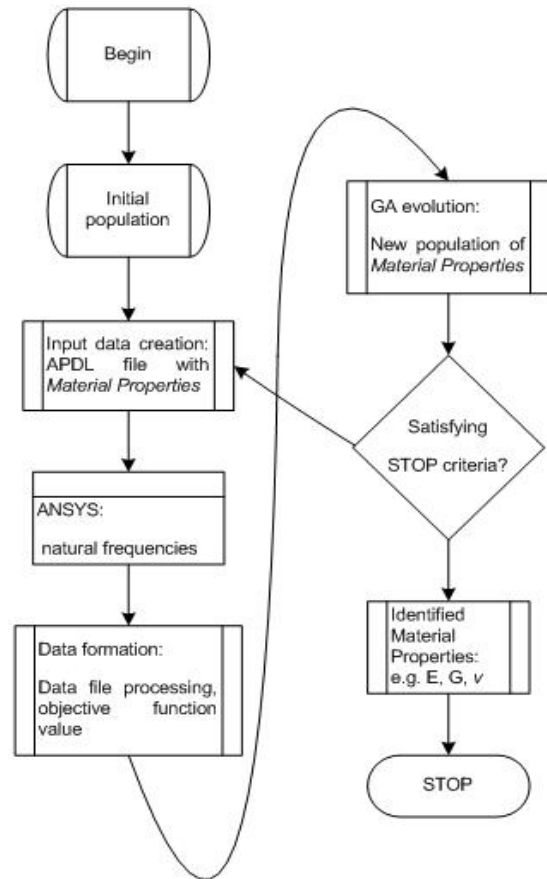 Begin
Initial
population
Input data creation:
APDL file with
Material Properties
ANSYS:
natural frequencies
Data formation:
Data file processing,
objective function
value
GA evolution:
New population of
Material Properties
Satisfying
STOP criteria?
Identified
Material
Properties:
e.g. E, G, v
STOP